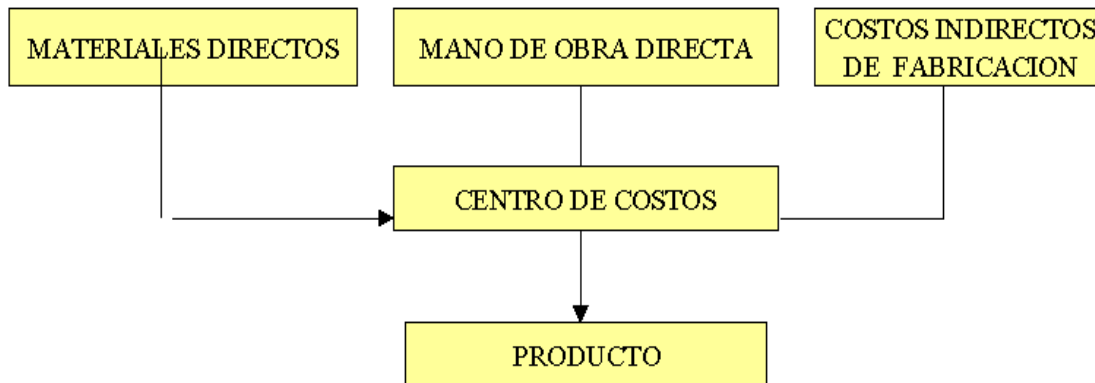 MATERIALES DIRECTOS
MANO DE OBRA DIRECTA
COSTOS INDIRECTOS
DE FABRICACION
CENTRO DE COSTOS
PRODUCTO